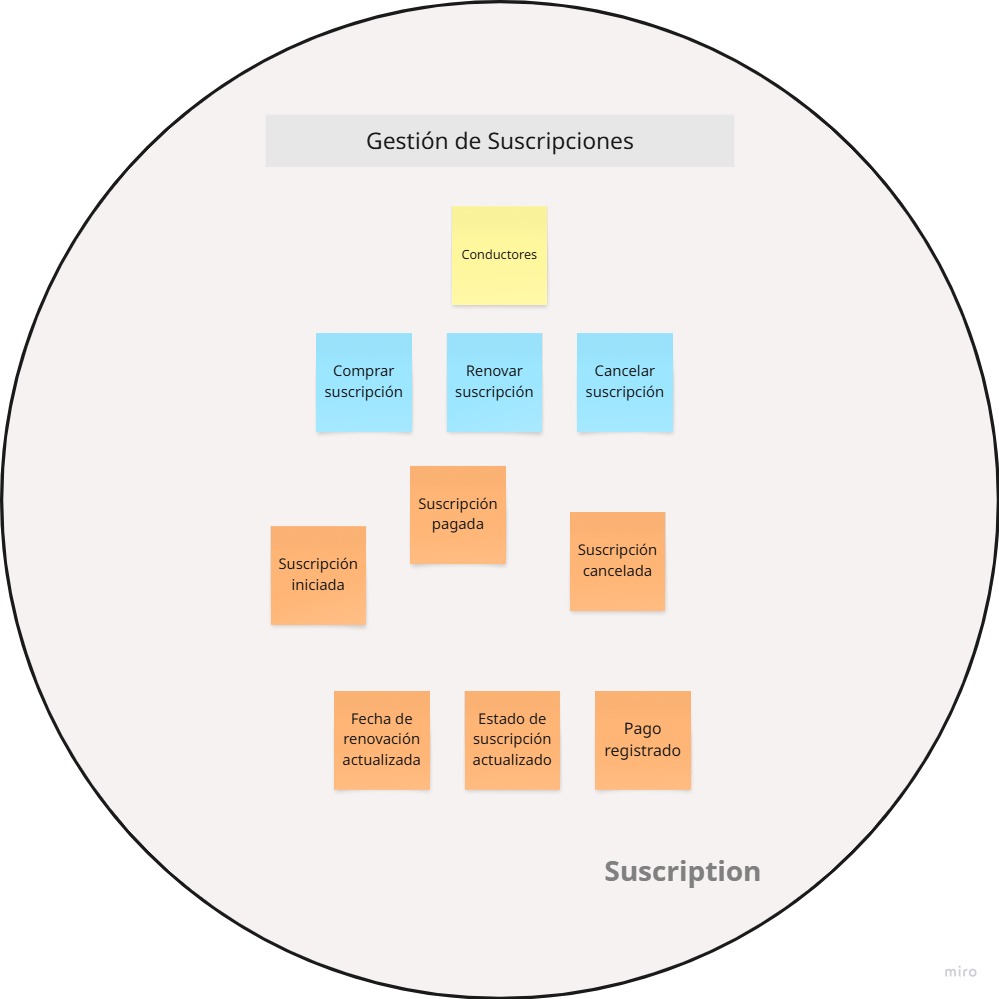 Gestión de Suscripciones
Conductores
Comprar
suscripción
Renovar
suscripción
Cancelar
suscripción
Suscripción
pagada
Suscripción
cancelada
Suscripción
iniciada
Fecha de
renovación
actualizada
Estado de
suscripción
actualizado
Pago
registrado
Suscription
miro